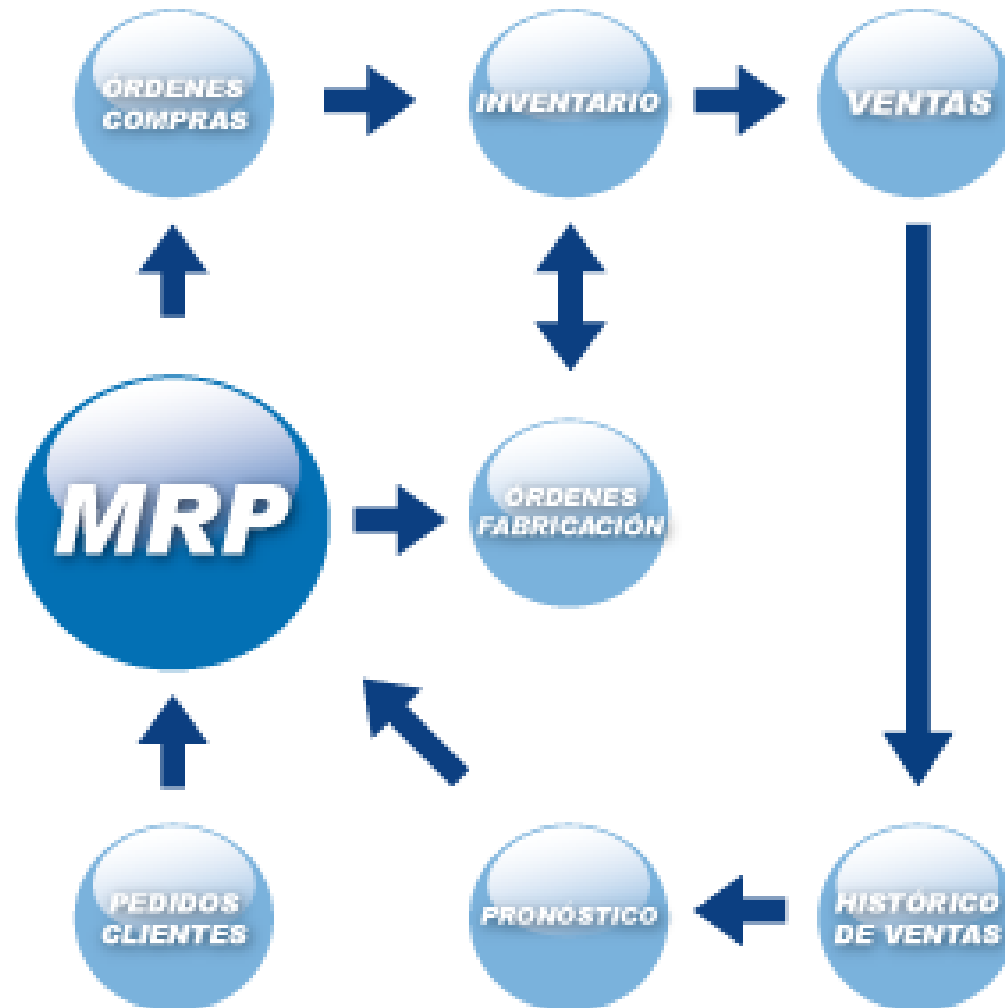 ÓRDENES
COMPRAS
INVENTARIO
VENTAS
MRP
ÓRDENES
FABRICACIÓN
PEDIDOS
CLIENTES
PRONÓSTICO
HISTÓRICO
DE VENTAS